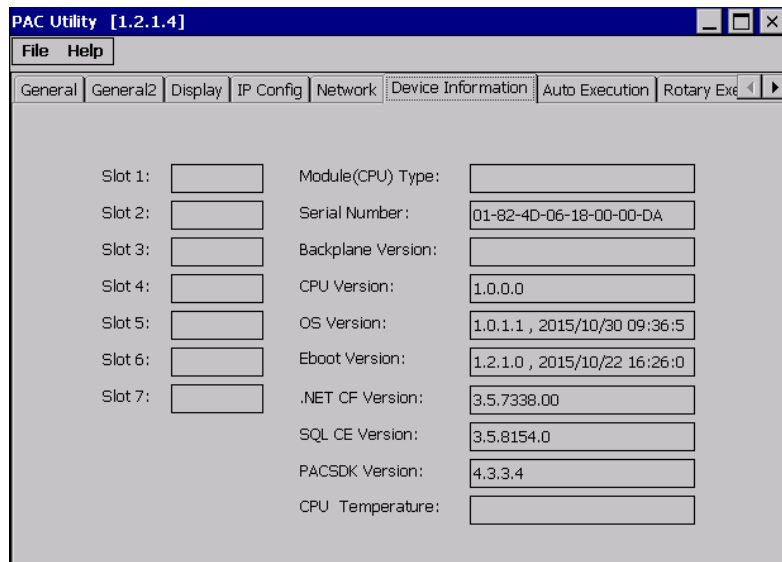 PAC Utility [1.2.1.4]
File Help
General General2 Display IP Config Network Device Information Auto Execution Rotary Exe
Slot 1: Module(CPU) Type:
Slot 2: Serial Number: 01-82-4D-06-18-00-00-DA
Slot 3: Backplane Version:
Slot 4: CPU Version: 1.0.0.0
Slot 5: OS Version: 1.0.1.1 , 2015/10/30 09:36:5
Slot 6: Eboot Version: 1.2.1.0 , 2015/10/22 16:26:0
Slot 7: .NET CF Version: 3.5.7338.00
SQL CE Version: 3.5.8154.0
PACSDK Version: 4.3.3.4
CPU Temperature: